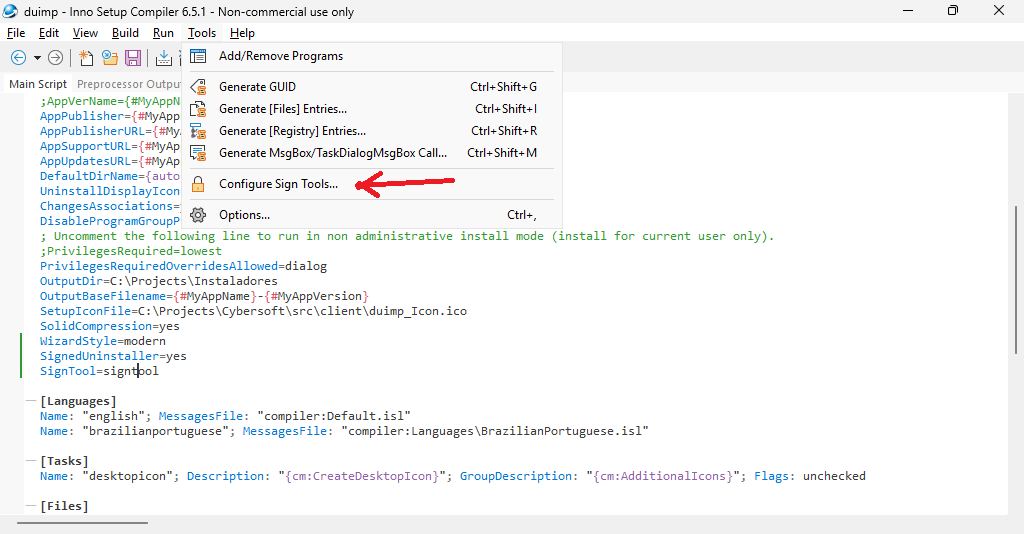 duimp - Inno Setup Compiler 6.5.1 - Non-commercial use only
File Edit View Build Run Tools Help
Add/Remove Programs
Main Script Preprocessor Outpu
Generate GUID Ctrl+Shift+G
Generate [Files] Entries... Ctrl+Shift+I
Generate [Registry] Entries... Ctrl+Shift+R
Generate MsgBox/TaskDialogMsgBox Call... Ctrl+Shift+M
Configure Sign Tools...
Options... Ctrl+,
;AppVerName={#MyAppN
AppPublisher={#MyApp
AppPublisherURL={#My
AppSupportURL={#MyAp
AppUpdatesURL={#MyAp
DefaultDirName={auto
UninstallDisplayIcon
ChangesAssociations=
DisableProgramGroupP
; Uncomment the following line to run in non administrative install mode (install for current user only).
;PrivilegesRequired=lowest
PrivilegesRequiredOverridesAllowed=dialog
OutputDir=C:\Projects\Instaladores
OutputBaseFilename={#MyAppName}-{#MyAppVersion}
SetupIconFile=C:\Projects\Cybersoft\src\client\duimp_Icon.ico
SolidCompression=yes
WizardStyle=modern
SignedUninstaller=yes
SignTool=signtool
[Languages]
Name: "english"; MessagesFile: "compiler:Default.isl"
Name: "brazilianportuguese"; MessagesFile: "compiler:Languages\BrazilianPortuguese.isl"
[Tasks]
Name: "desktopicon"; Description: "{cm:CreateDesktopIcon}"; GroupDescription: "{cm:AdditionalIcons}"; Flags: unchecked
[Files]